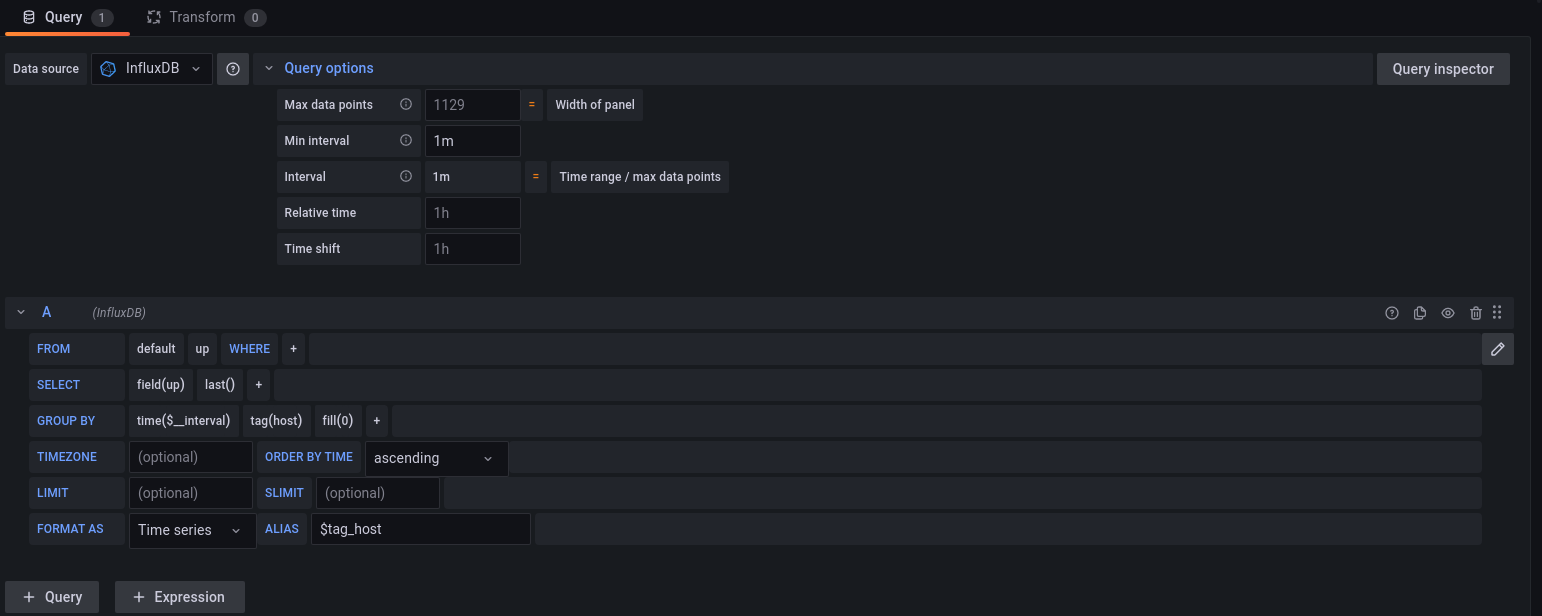 Query 1 Transform 0
Data source InfluxDB Query options Query inspector
Max data points 1129 = Width of panel
Min interval 1m
Interval 1m = Time range / max data points
Relative time 1h
Time shift 1h
A (InfluxDB)
FROM default up WHERE +
SELECT field(up) last() +
GROUP BY time($__interval) tag(host) fill(0) +
TIMEZONE (optional) ORDER BY TIME ascending
LIMIT (optional) SLIMIT (optional)
FORMAT AS Time series ALIAS $tag_host
+ Query + Expression